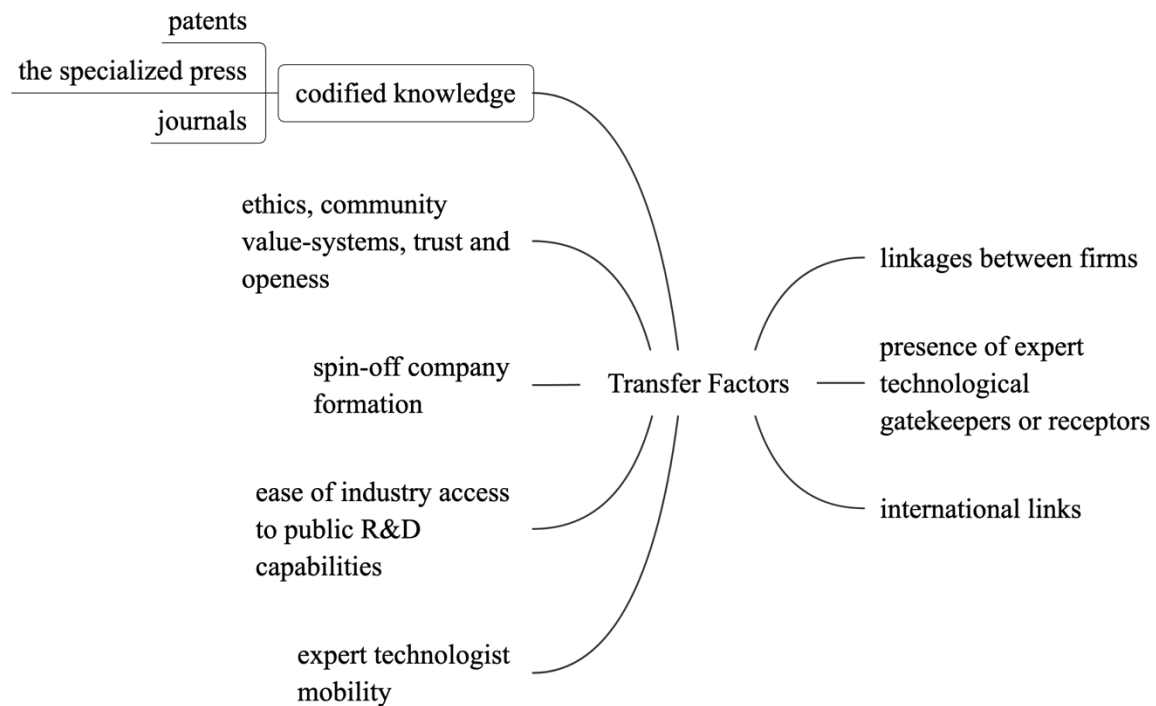 patents
the specialized press
journals
codified knowledge
ethics, community
value-systems, trust and
openess
spin-off company
formation
ease of industry access
to public R&D
capabilities
expert technologist
mobility
Transfer Factors
linkages between firms
presence of expert
technological
gatekeepers or receptors
international links